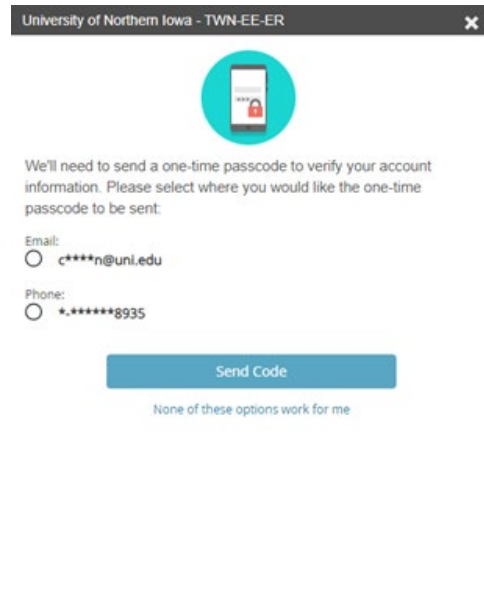 University of Northern Iowa - TWN-EE-ER
We'll need to send a one-time passcode to verify your account
information. Please select where you would like the one-time
passcode to be sent:
Email:
c****n@uni.edu
Phone:
*-******8935
Send Code
None of these options work for me